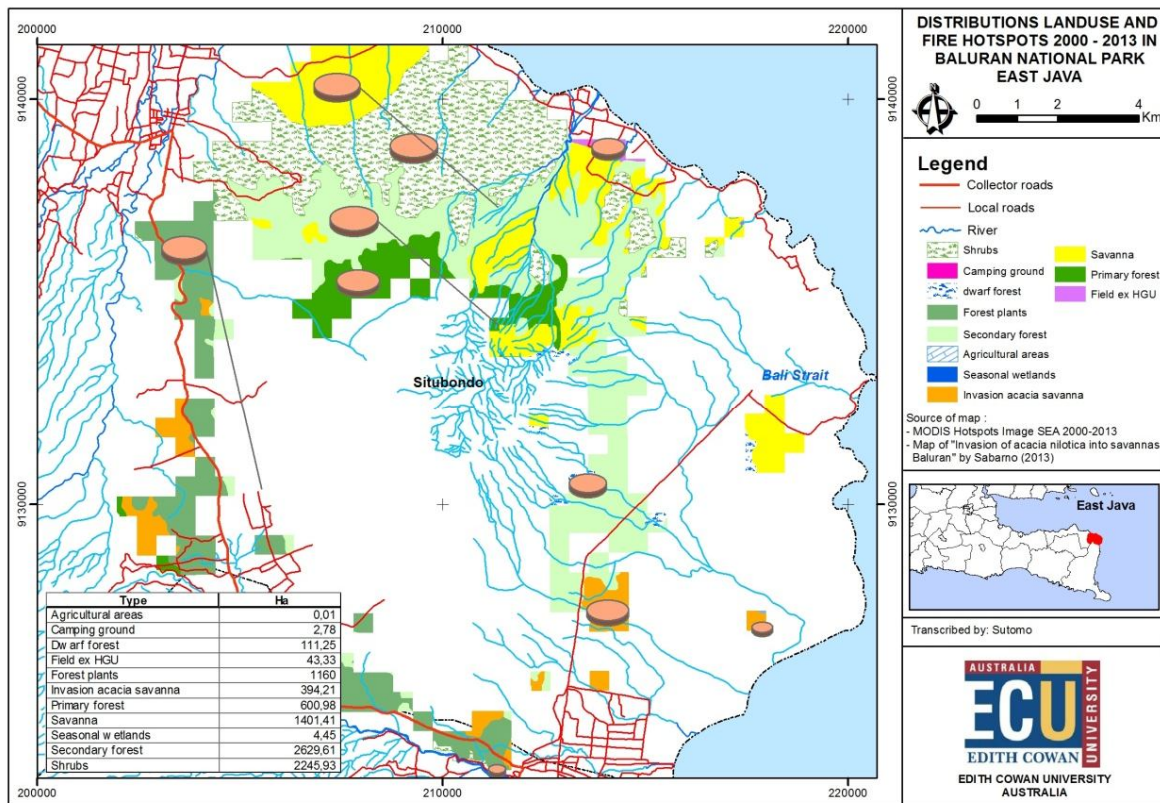 200000
210000
220000
9140000
9130000
9140000
9130000
200000
210000
220000
Situbondo
Bali Strait
Type Ha
Agricultural areas 0,01
Camping ground 2,78
Dwarf forest 111,25
Field ex HGU 43,33
Forest plants 1160
Invasion acacia savanna 394,21
Primary forest 600,98
Savanna 1401,41
Seasonal w etlands 4,45
Secondary forest 2629,61
Shrubs 2245,93
DISTRIBUTIONS LANDUSE AND
FIRE HOTSPOTS 2000 - 2013 IN
BALURAN NATIONAL PARK
EAST JAVA
0 1 2 4
Km
Legend
Collector roads
Local roads
River
Shrubs
Camping ground
dwarf forest
Forest plants
Secondary forest
Agricultural areas
Seasonal wetlands
Invasion acacia savanna
Savanna
Primary forest
Field ex HGU
Source of map :
- MODIS Hotspots Image SEA 2000-2013
- Map of "Invasion of acacia nilotica into savannas
Baluran" by Sabarno (2013)
East Java
Transcribed by: Sutomo
AUSTRALIA
ECU
EDITH COWAN
UNIVERSITY
EDITH COWAN UNIVERSITY
AUSTRALIA